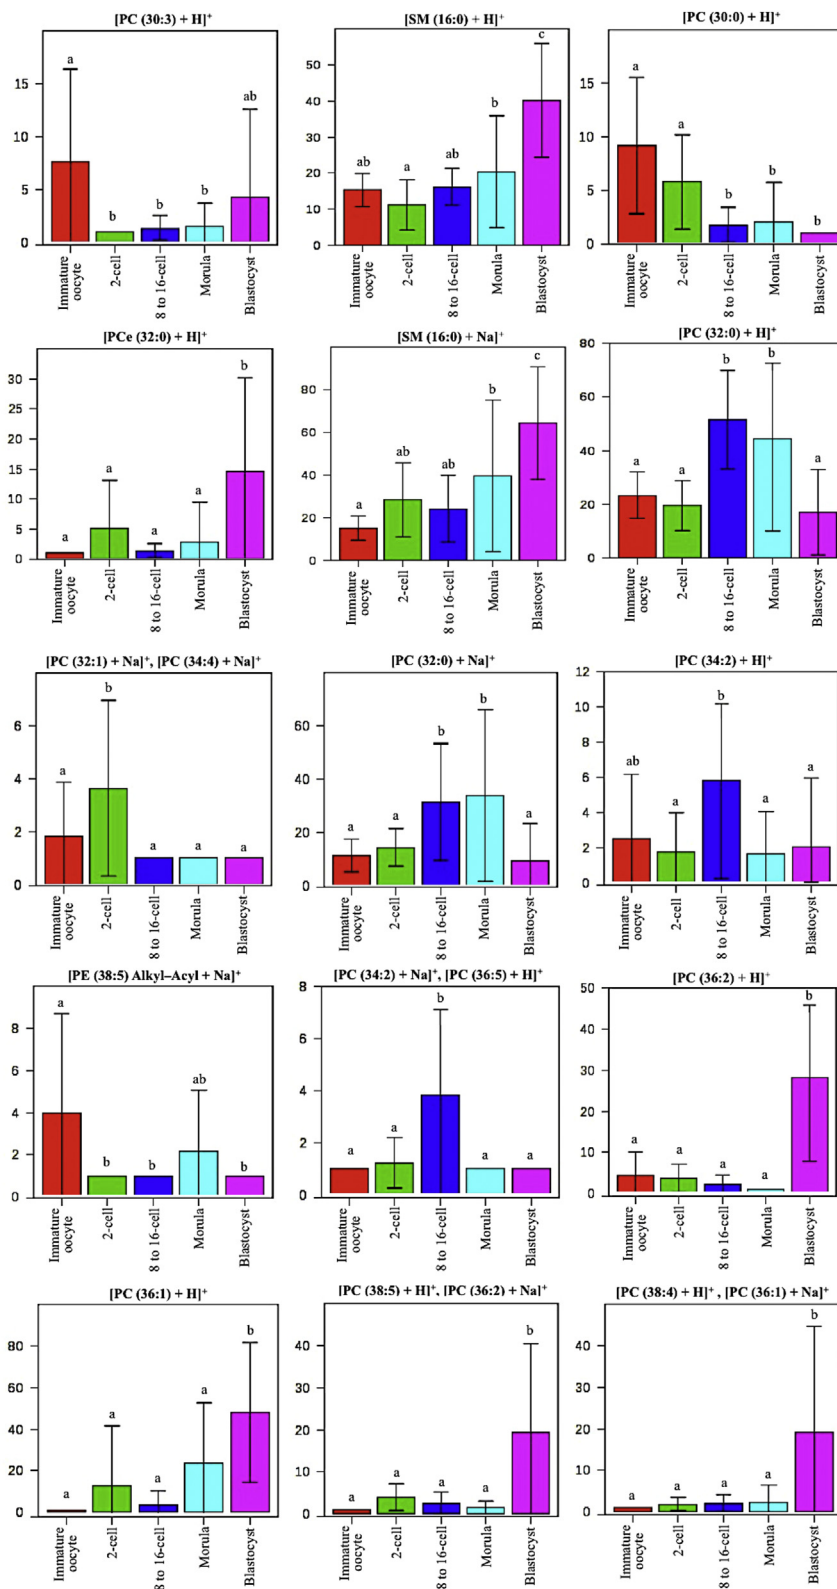 [PC (30:3) + H]⁺
15
10
5
0
a
b
b
b
ab
Immature oocyte
2-cell
8 to 16-cell
Morula
Blastocyst
[SM (16:0) + H]⁺
50
40
30
20
10
0
ab
a
ab
b
c
Immature oocyte
2-cell
8 to 16-cell
Morula
Blastocyst
[PC (30:0) + H]⁺
15
10
5
0
a
a
b
b
b
Immature oocyte
2-cell
8 to 16-cell
Morula
Blastocyst
[PCe (32:0) + H]⁺
30
25
20
15
10
5
0
a
a
a
a
b
Immature oocyte
2-cell
8 to 16-cell
Morula
Blastocyst
[SM (16:0) + Na]⁺
80
60
40
20
0
a
ab
ab
b
c
Immature oocyte
2-cell
8 to 16-cell
Morula
Blastocyst
[PC (32:0) + H]⁺
80
60
40
20
0
a
a
b
b
a
Immature oocyte
2-cell
8 to 16-cell
Morula
Blastocyst
[PC (32:1) + Na]⁺, [PC (34:4) + Na]⁺
6
4
2
0
a
b
a
a
a
Immature oocyte
2-cell
8 to 16-cell
Morula
Blastocyst
[PC (32:0) + Na]⁺
60
40
20
0
a
a
b
b
a
Immature oocyte
2-cell
8 to 16-cell
Morula
Blastocyst
[PC (34:2) + H]⁺
12
10
8
6
4
2
0
ab
a
b
a
a
Immature oocyte
2-cell
8 to 16-cell
Morula
Blastocyst
[PE (38:5) Alkyl–Acyl + Na]⁺
8
6
4
2
0
a
b
b
ab
b
Immature oocyte
2-cell
8 to 16-cell
Morula
Blastocyst
[PC (34:2) + Na]⁺, [PC (36:5) + H]⁺
8
6
4
2
0
a
a
b
a
a
Immature oocyte
2-cell
8 to 16-cell
Morula
Blastocyst
[PC (36:2) + H]⁺
50
40
30
20
10
0
a
a
a
a
b
Immature oocyte
2-cell
8 to 16-cell
Morula
Blastocyst
[PC (36:1) + H]⁺
80
60
40
20
0
a
a
a
a
b
Immature oocyte
2-cell
8 to 16-cell
Morula
Blastocyst
[PC (38:5) + H]⁺, [PC (36:2) + Na]⁺
40
30
20
10
0
a
a
a
a
b
Immature oocyte
2-cell
8 to 16-cell
Morula
Blastocyst
[PC (38:4) + H]⁺ , [PC (36:1) + Na]⁺
40
30
20
10
0
a
a
a
a
b
Immature oocyte
2-cell
8 to 16-cell
Morula
Blastocyst